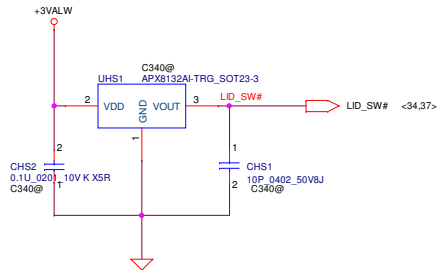 +3VALW
C340@
UHS1 APX8132AI-TRG_SOT23-3
LID_SW#
2 VDD GND VOUT 3
LID_SW# <34,37>
1
2
1
CHS2
0.1U_0201_10V K X5R
C340@
1
CHS1
10P_0402_50V8J
2
C340@